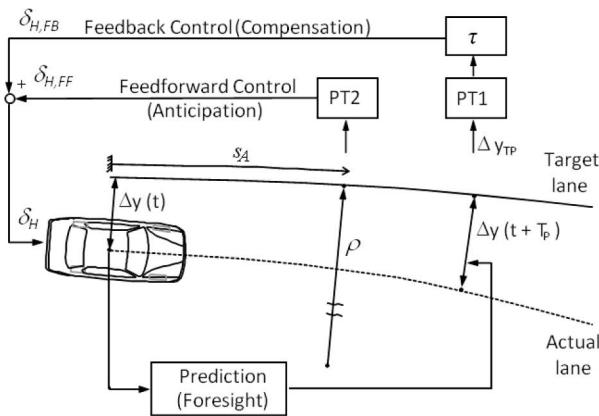 δH,FB
Feedback Control (Compensation)
τ
+
δH,FF
Feedforward Control
(Anticipation)
PT2
PT1
Δ yTP
sA
Target
lane
Δy (t)
δH
ρ
Δy (t + TP)
Actual
lane
Prediction
(Foresight)